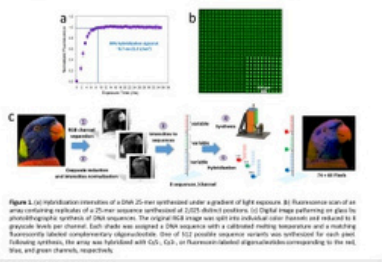 a
b
c
RGB channel
separation
Grayscale reduction
and intensities normalization
Intensities to
sequences
Synthesis
Hybridization
8 sequences /channel
Exposure Time (s)
Figure 1. (a) Hybridization intensities of a DNA 25-mer synthesized under a gradient of light exposure. (b) Fluorescence scan of an
array containing replicates of a 25-mer sequence synthesized at 2,025 distinct positions. (c) Digital image patterning on glass by
photolithographic synthesis of DNA sequences. The original RGB image was split into individual color channels and reduced to 8
grayscale levels per channel. Each shade was assigned a DNA sequence with a calibrated melting temperature and a matching
fluorescently labeled complementary oligonucleotide. One of 512 possible sequence variants was synthesized for each pixel.
Following synthesis, the array was hybridized with Cy5-, Cy3-, or fluorescein-labeled oligonucleotides corresponding to the red,
blue, and green channels, respectively.